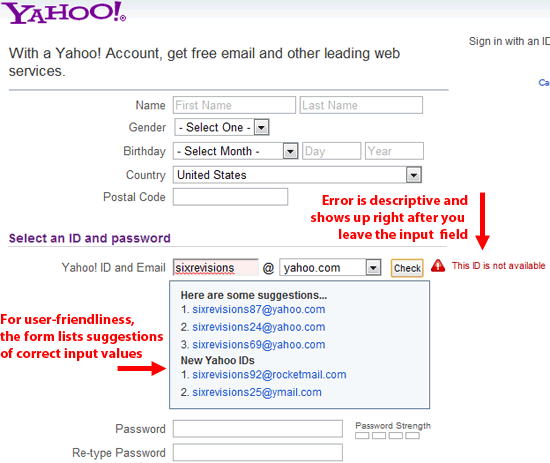 YAHOO!®
Sign in with an ID
With a Yahoo! Account, get free email and other leading web
services.
Ca
Name First Name Last Name
Gender - Select One -
Birthday - Select Month - Day Year
Country United States
Postal Code
Error is descriptive and
shows up right after you
leave the input field
Select an ID and password
Yahoo! ID and Email sixrevisions @ yahoo.com Check This ID is not available
Here are some suggestions...
1. sixrevisions87@yahoo.com
2. sixrevisions24@yahoo.com
3. sixrevisions69@yahoo.com
New Yahoo IDs
1. sixrevisions92@rocketmail.com
2. sixrevisions25@ymail.com
For user-friendliness,
the form lists suggestions
of correct input values
Password Password Strength
Re-type Password